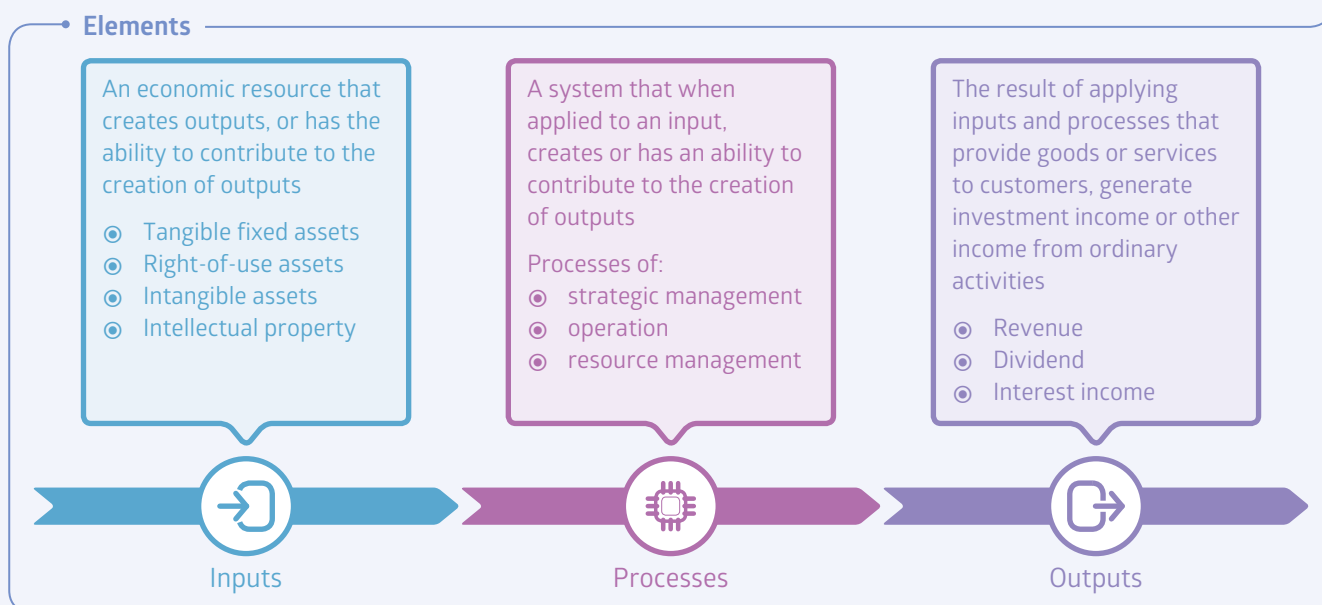 Elements
An economic resource that
creates outputs, or has the
ability to contribute to the
creation of outputs
Tangible fixed assets
Right-of-use assets
Intangible assets
Intellectual property
Inputs
A system that when
applied to an input,
creates or has an ability to
contribute to the creation
of outputs
Processes of:
strategic management
operation
resource management
Processes
The result of applying
inputs and processes that
provide goods or services
to customers, generate
investment income or other
income from ordinary
activities
Revenue
Dividend
Interest income
Outputs